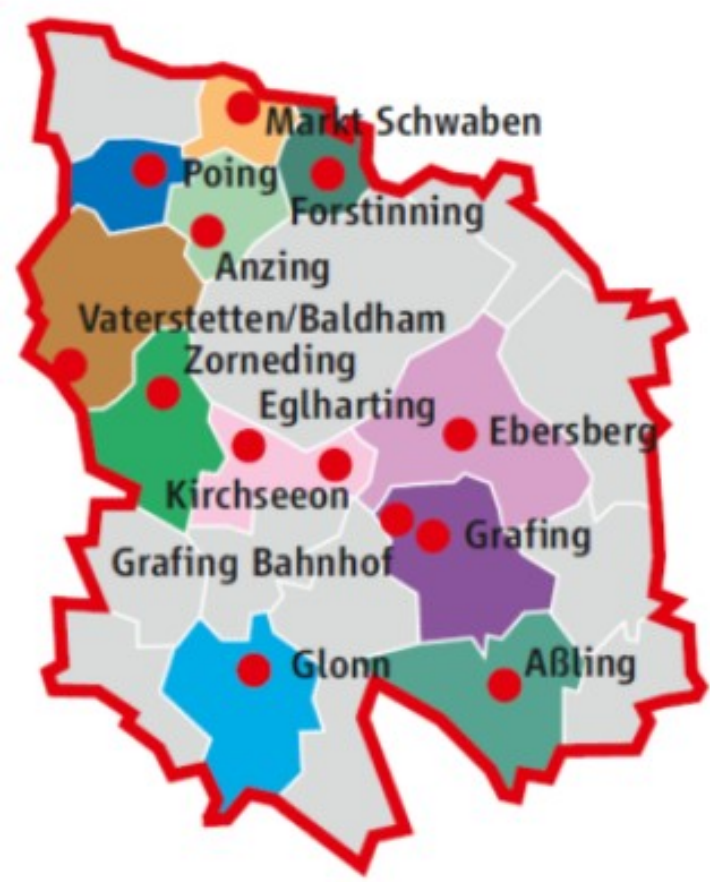 Markt Schwaben
Poing
Forstinning
Anzing
Vaterstetten/Baldham
Zorneding
Eglharting
Ebersberg
Kirchseeon
Grafing
Grafing Bahnhof
Glonn
Aßling